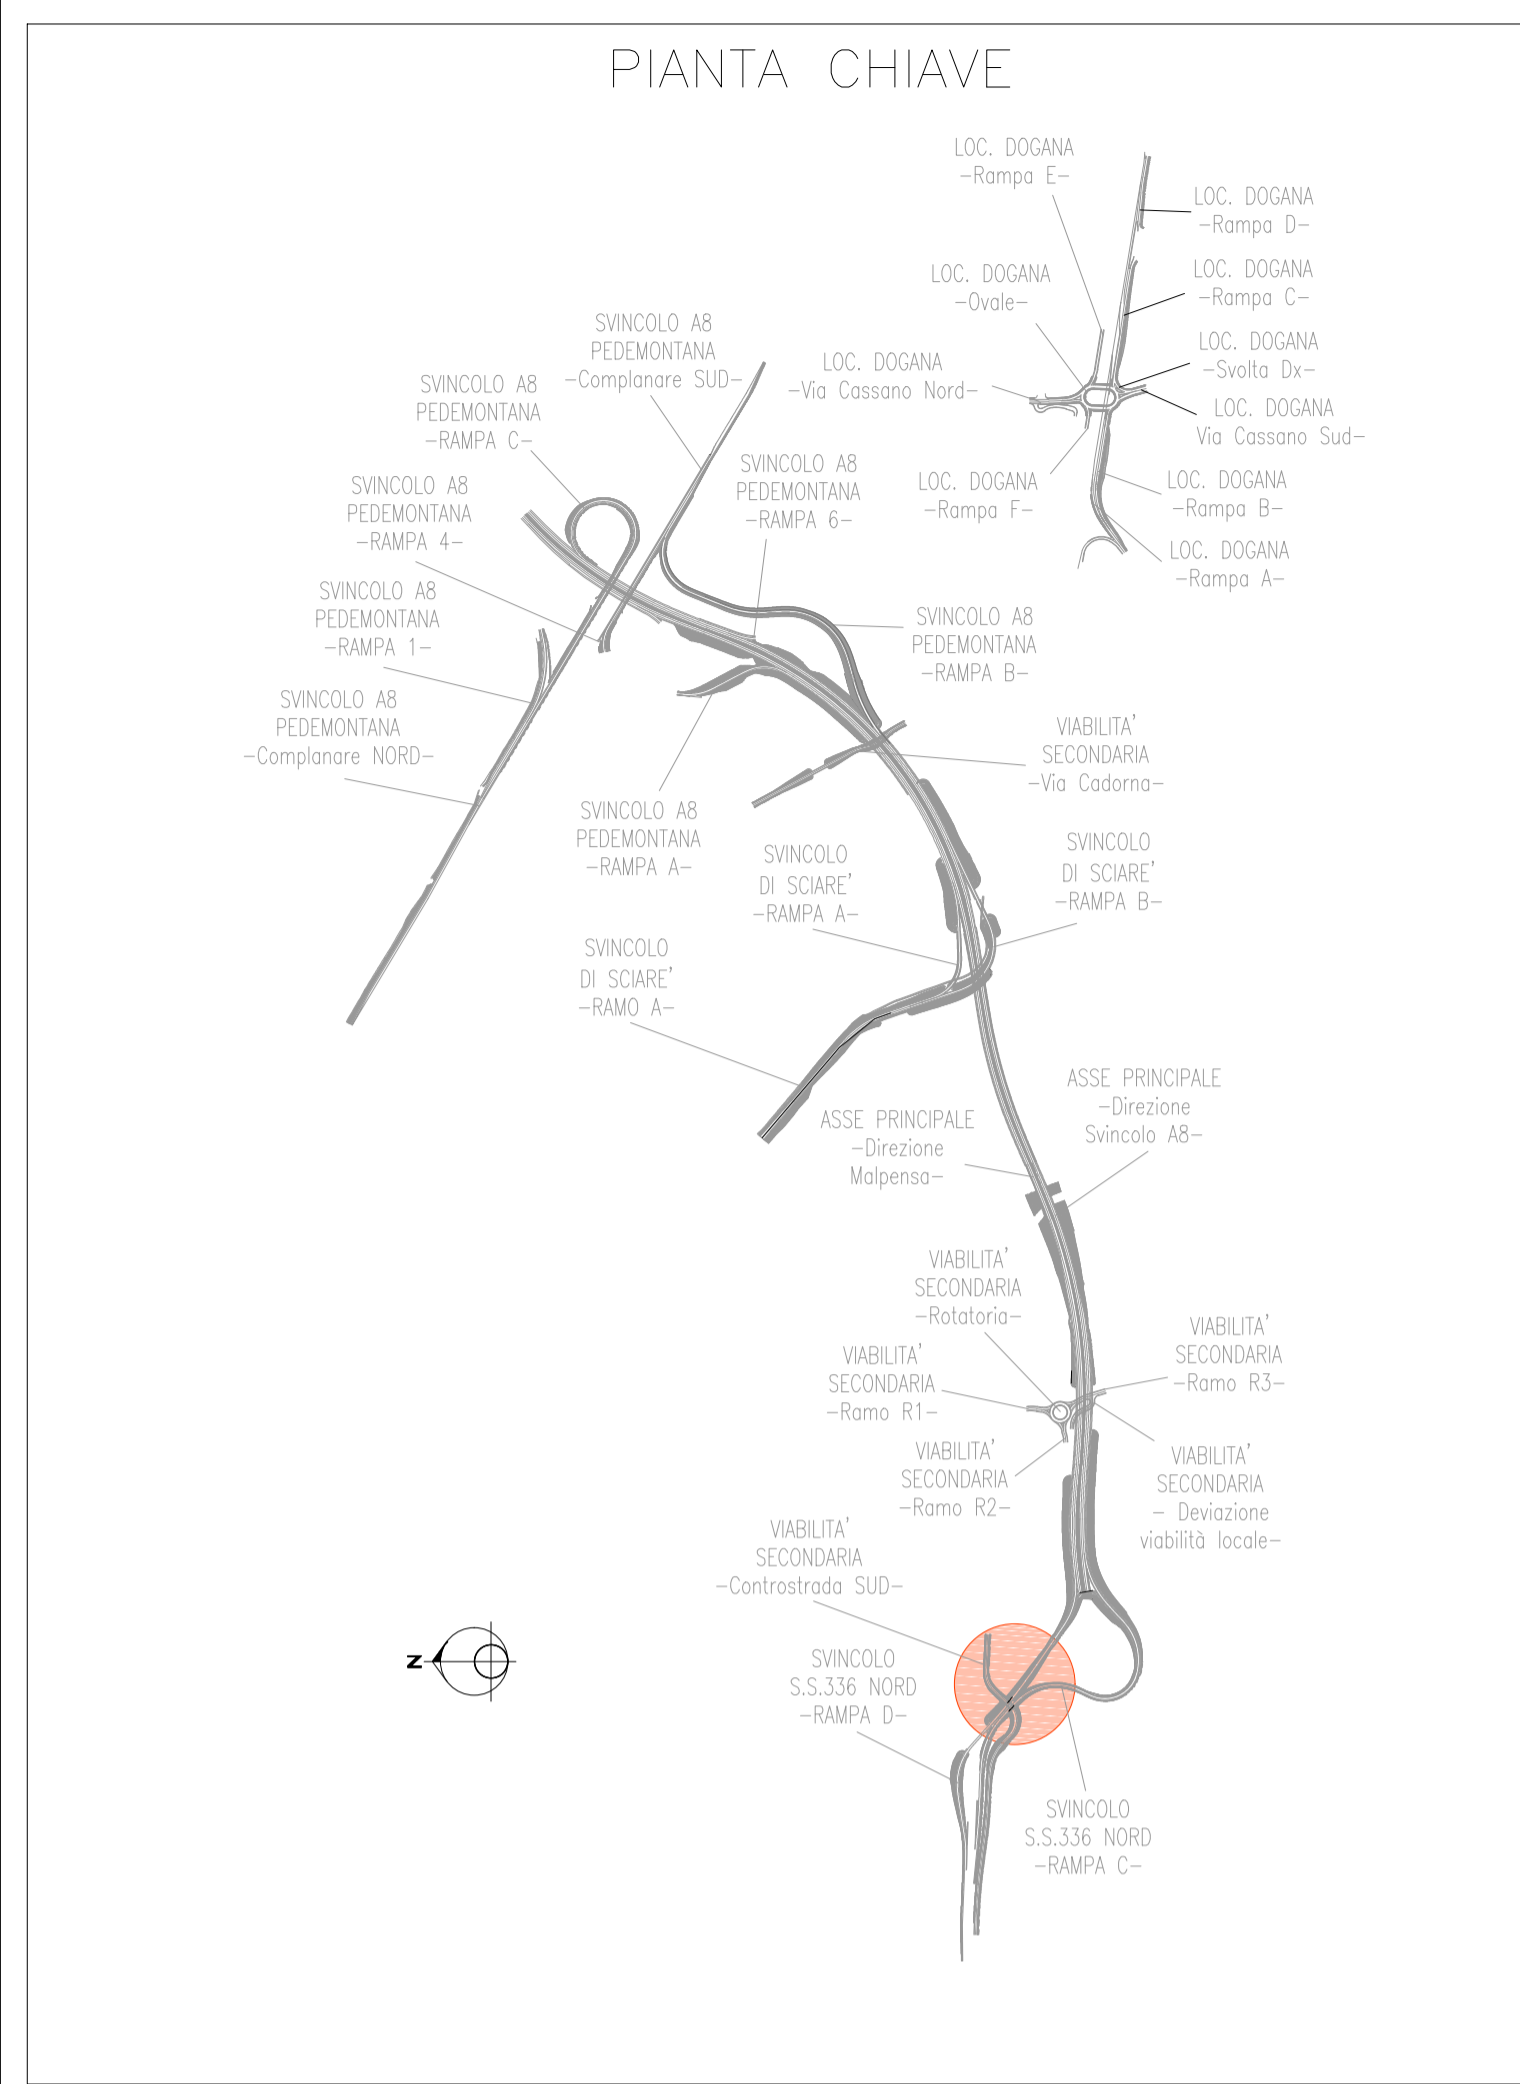 PIANTA CHIAVE
LOC. DOGANA
-Rampa E-
LOC. DOGANA
-Rampa D-
LOC. DOGANA
-Ovale-
LOC. DOGANA
-Rampa C-
SVINCOLO A8
PEDEMONTANA
-Complanare SUD-
LOC. DOGANA
-Svolta Dx-
LOC. DOGANA
-Via Cassano Nord-
SVINCOLO A8
PEDEMONTANA
-RAMPA C-
LOC. DOGANA
Via Cassano Sud-
SVINCOLO A8
PEDEMONTANA
-RAMPA 6-
LOC. DOGANA
-Rampa F-
LOC. DOGANA
-Rampa B-
SVINCOLO A8
PEDEMONTANA
-RAMPA 4-
LOC. DOGANA
-Rampa A-
SVINCOLO A8
PEDEMONTANA
-RAMPA 1-
SVINCOLO A8
PEDEMONTANA
-RAMPA B-
SVINCOLO A8
PEDEMONTANA
-Complanare NORD-
VIABILITA'
SECONDARIA
-Via Cadorna-
SVINCOLO A8
PEDEMONTANA
-RAMPA A-
SVINCOLO
DI SCIARE'
-RAMPA A-
SVINCOLO
DI SCIARE'
-RAMPA B-
SVINCOLO
DI SCIARE'
-RAMO A-
ASSE PRINCIPALE
-Direzione
Svincolo A8-
ASSE PRINCIPALE
-Direzione
Malpensa-
VIABILITA'
SECONDARIA
-Rotatoria-
VIABILITA'
SECONDARIA
-Ramo R3-
VIABILITA'
SECONDARIA
-Ramo R1-
VIABILITA'
SECONDARIA
-Ramo R2-
VIABILITA'
SECONDARIA
- Deviazione
viabilità locale-
VIABILITA'
SECONDARIA
-Controstrada SUD-
N
SVINCOLO
S.S.336 NORD
-RAMPA D-
SVINCOLO
S.S.336 NORD
-RAMPA C-